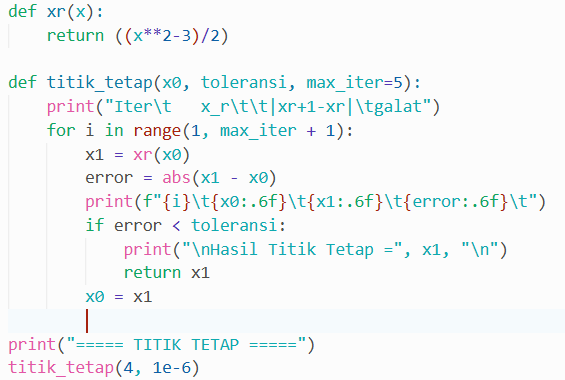 def xr(x):
    return ((x**2-3)/2)

def titik_tetap(x0, toleransi, max_iter=5):
    print("Iter\t   x_r\t\t|xr+1-xr|\tgalat")
    for i in range(1, max_iter + 1):
        x1 = xr(x0)
        error = abs(x1 - x0)
        print(f"{i}\t{x0:.6f}\t{x1:.6f}\t{error:.6f}\t")
        if error < toleransi:
            print("\nHasil Titik Tetap =", x1, "\n")
            return x1
        x0 = x1

print("===== TITIK TETAP =====")
titik_tetap(4, 1e-6)